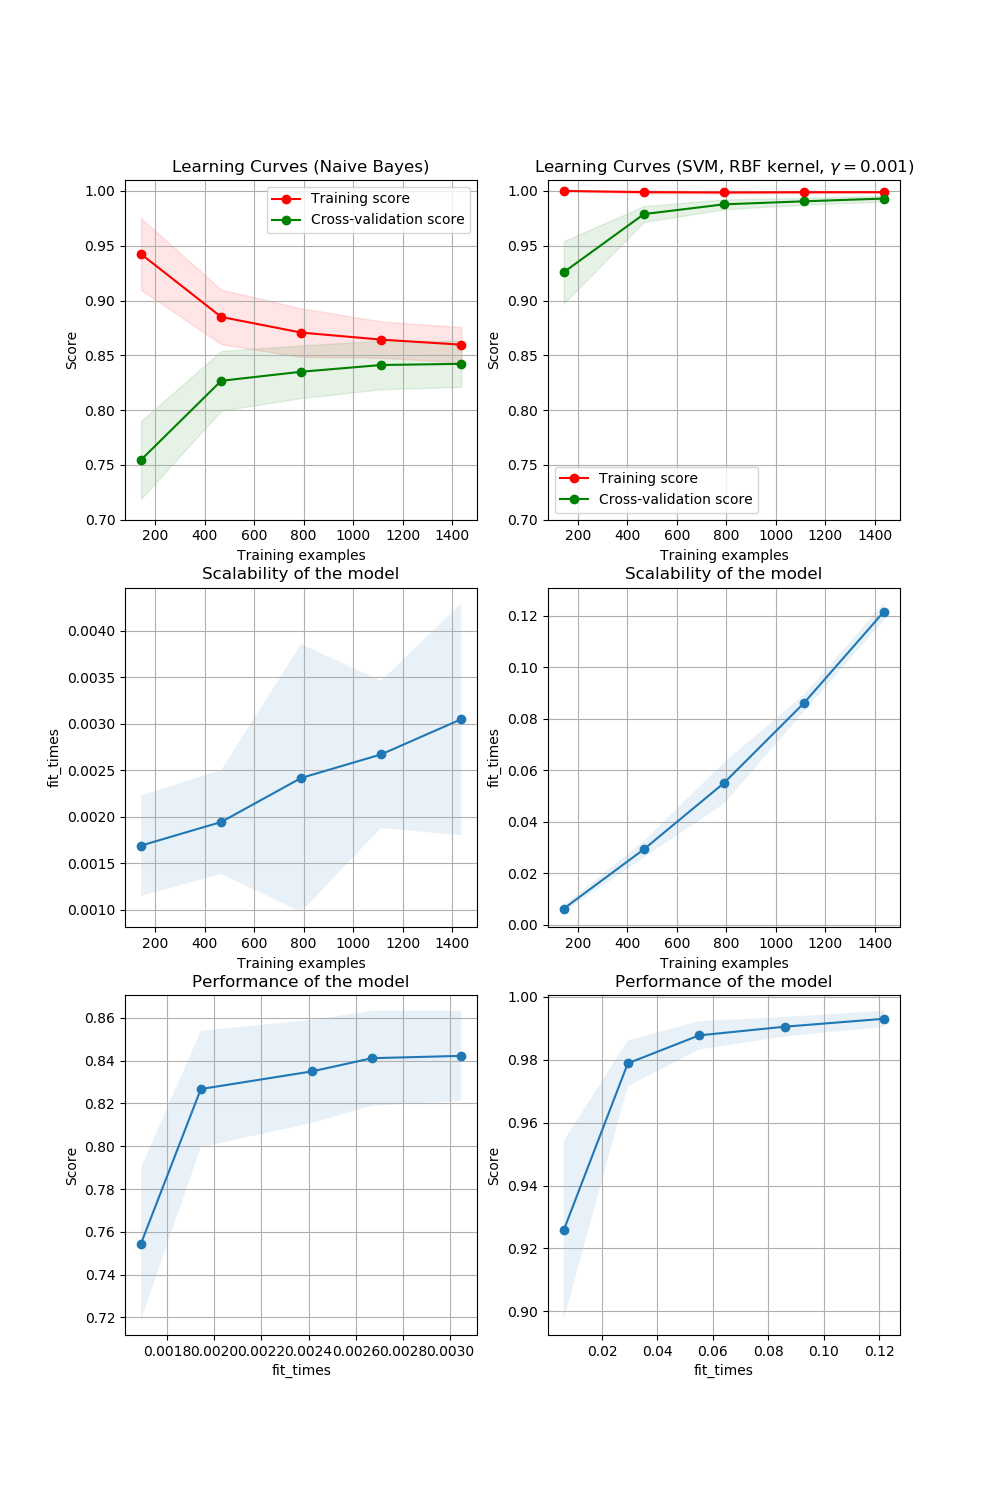 Learning Curves (Naive Bayes)
1.00
0.95
0.90
0.85
0.80
0.75
0.70
Score
Training score
Cross-validation score
200 400 600 800 1000 1200 1400
Training examples
Learning Curves (SVM, RBF kernel, γ = 0.001)
1.00
0.95
0.90
0.85
0.80
0.75
0.70
Score
Training score
Cross-validation score
200 400 600 800 1000 1200 1400
Training examples
Scalability of the model
0.0040
0.0035
0.0030
0.0025
0.0020
0.0015
0.0010
fit_times
200 400 600 800 1000 1200 1400
Training examples
Scalability of the model
0.12
0.10
0.08
0.06
0.04
0.02
0.00
fit_times
200 400 600 800 1000 1200 1400
Training examples
Performance of the model
0.86
0.84
0.82
0.80
0.78
0.76
0.74
0.72
Score
0.0018 0.0020 0.0022 0.0024 0.0026 0.0028 0.0030
fit_times
Performance of the model
1.00
0.98
0.96
0.94
0.92
0.90
Score
0.02 0.04 0.06 0.08 0.10 0.12
fit_times